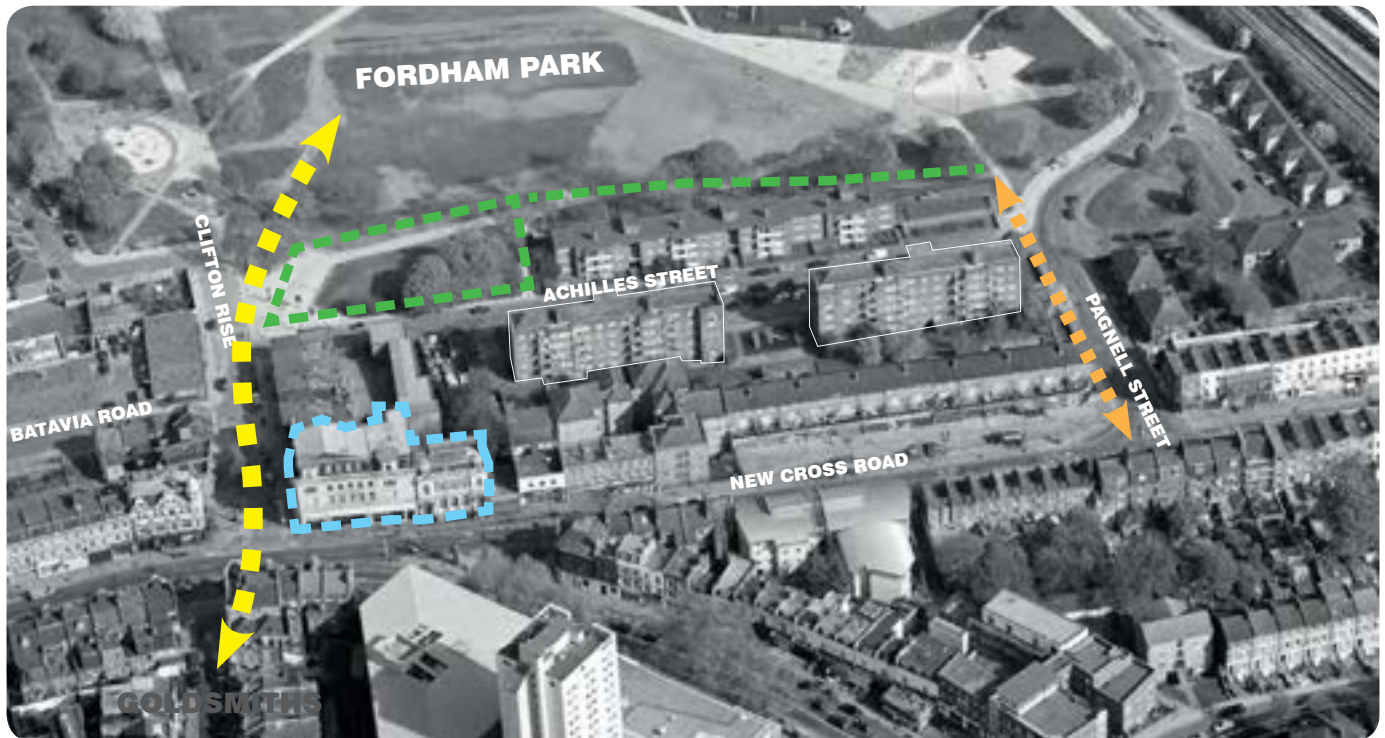 FORDHAM PARK
CLIFTON RISE
ACHILLES STREET
PAGNELL STREET
BATAVIA ROAD
NEW CROSS ROAD
GOLDSMITHS